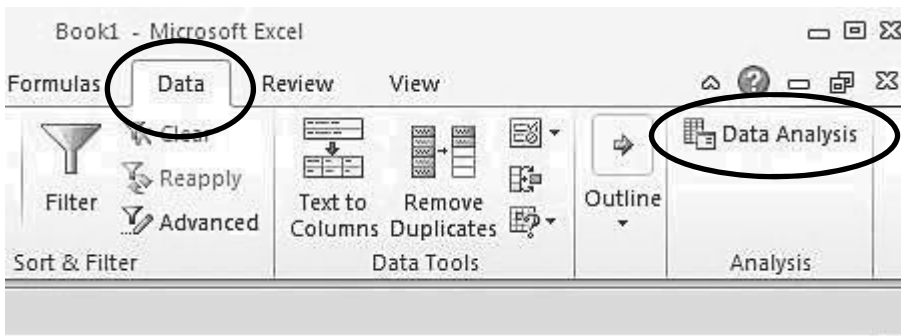 Book1 - Microsoft Excel
Formulas Data Review View
Filter
Clear
Reapply
Advanced
Sort & Filter
Text to
Columns
Remove
Duplicates
Data Tools
Outline
Data Analysis
Analysis